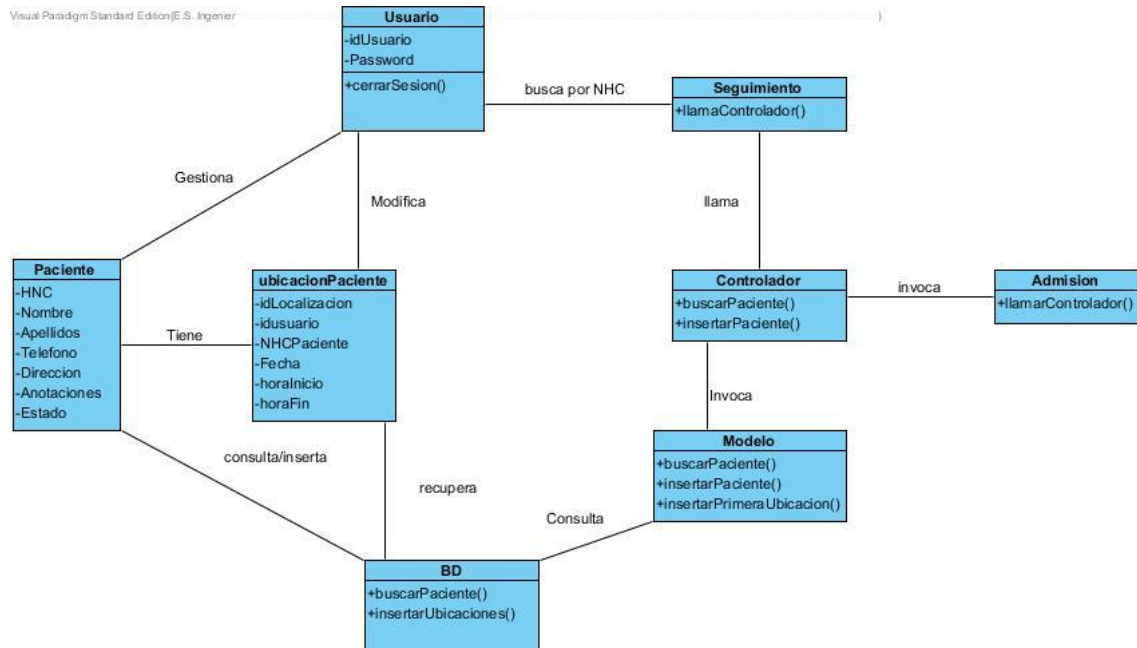 Visual Paradigm Standard Edition(E.S. Ingenier
)
Usuario
-idUsuario
-Password
+cerrarSesion()
busca por NHC
Seguimiento
+llamaControlador()
Gestiona
Modifica
llama
Paciente
-HNC
-Nombre
-Apellidos
-Telefono
-Direccion
-Anotaciones
-Estado
Tiene
ubicacionPaciente
-idLocalizacion
-idusuario
-NHCPaciente
-Fecha
-horaInicio
-horaFin
Controlador
+buscarPaciente()
+insertarPaciente()
invoca
Admision
+llamarControlador()
Invoca
Modelo
+buscarPaciente()
+insertarPaciente()
+insertarPrimeraUbicacion()
consulta/inserta
recupera
Consulta
BD
+buscarPaciente()
+insertarUbicaciones()